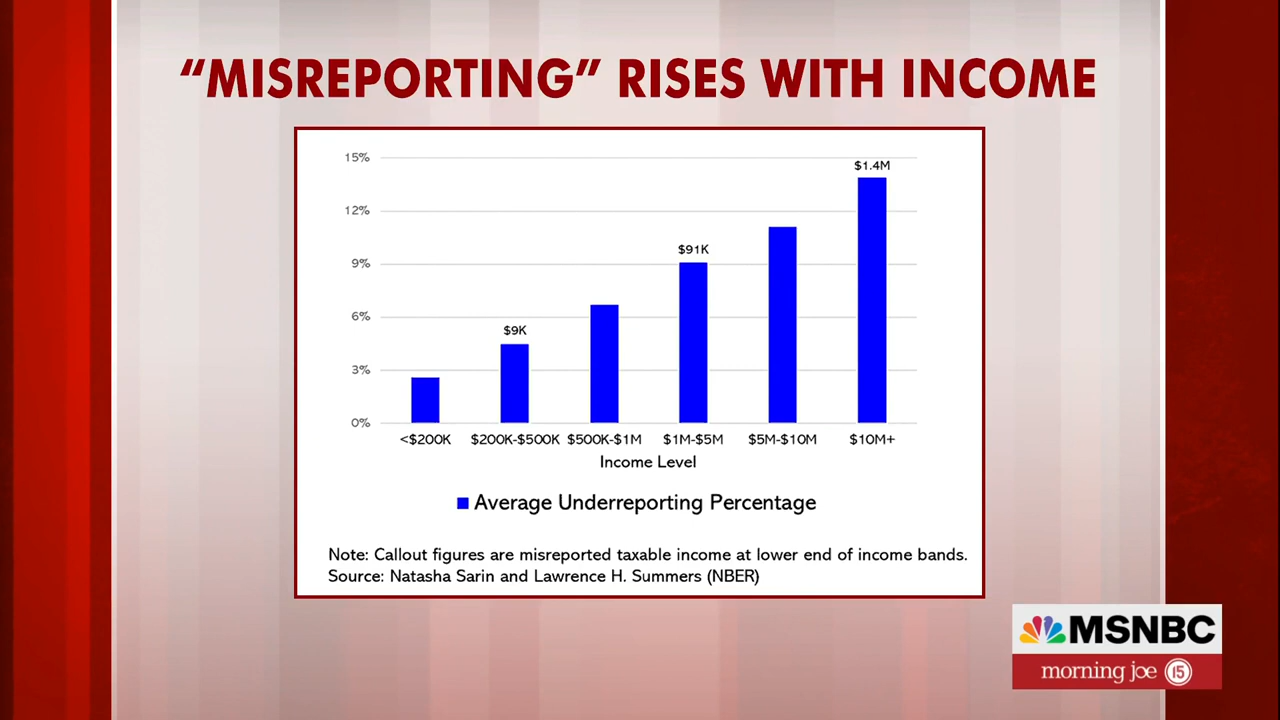 “MISREPORTING” RISES WITH INCOME
15%
$1.4M
12%
$91K
9%
6%
$9K
3%
0%
<$200K $200K-$500K $500K-$1M $1M-$5M $5M-$10M $10M+
Income Level
Average Underreporting Percentage
Note: Callout figures are misreported taxable income at lower end of income bands.
Source: Natasha Sarin and Lawrence H. Summers (NBER)
MSNBC
morning joe 15